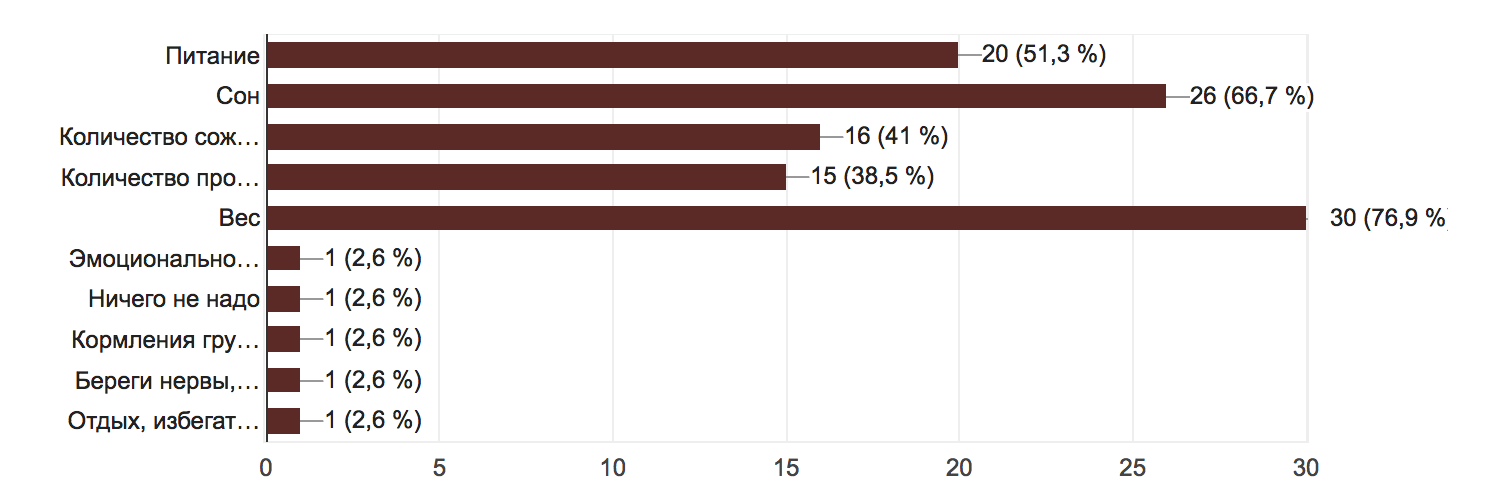 Питание 20 (51,3 %)
Сон 26 (66,7 %)
Количество сож… 16 (41 %)
Количество про… 15 (38,5 %)
Вес 30 (76,9 %
Эмоционально… 1 (2,6 %)
Ничего не надо 1 (2,6 %)
Кормления гру… 1 (2,6 %)
Береги нервы,… 1 (2,6 %)
Отдых, избегат… 1 (2,6 %)
0 5 10 15 20 25 30